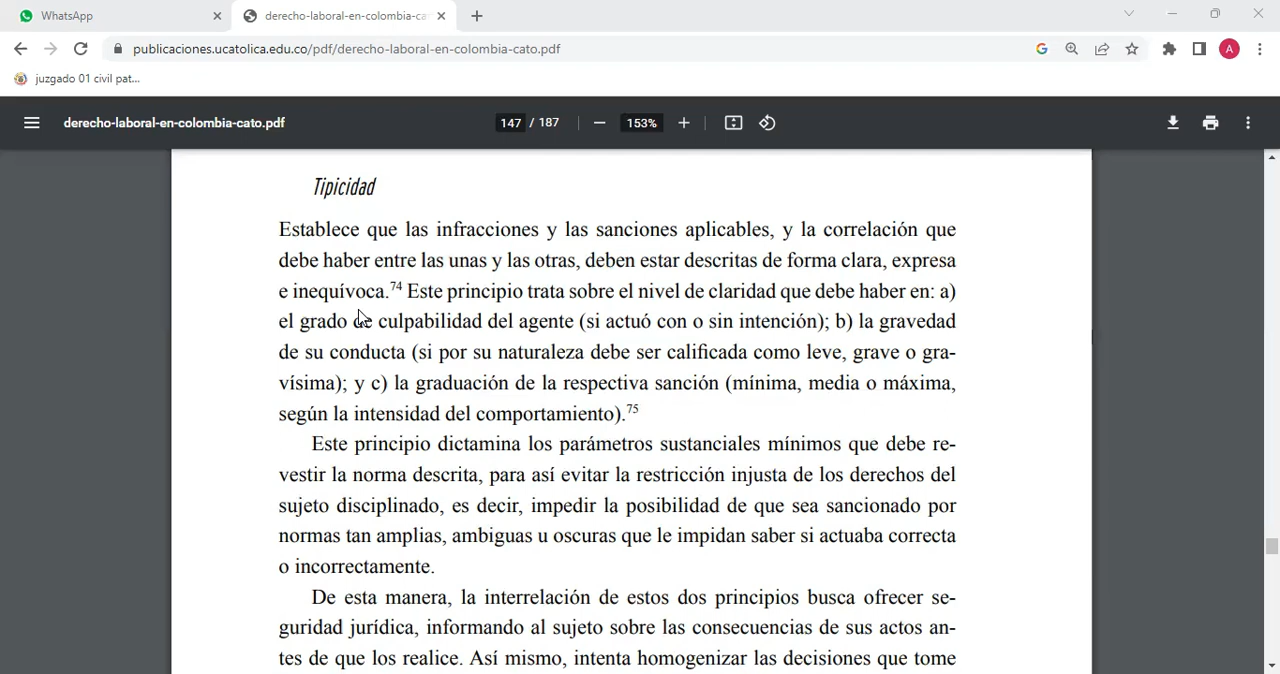 WhatsApp
derecho-laboral-en-colombia-ca
publicaciones.ucatolica.edu.co/pdf/derecho-laboral-en-colombia-cato.pdf
A
juzgado 01 civil pat...
derecho-laboral-en-colombia-cato.pdf
147 / 187
153%
Tipicidad
Establece que las infracciones y las sanciones aplicables, y la correlación que
debe haber entre las unas y las otras, deben estar descritas de forma clara, expresa
e inequívoca.74 Este principio trata sobre el nivel de claridad que debe haber en: a)
el grado de culpabilidad del agente (si actuó con o sin intención); b) la gravedad
de su conducta (si por su naturaleza debe ser calificada como leve, grave o gra-
vísima); y c) la graduación de la respectiva sanción (mínima, media o máxima,
según la intensidad del comportamiento).75
Este principio dictamina los parámetros sustanciales mínimos que debe re-
vestir la norma descrita, para así evitar la restricción injusta de los derechos del
sujeto disciplinado, es decir, impedir la posibilidad de que sea sancionado por
normas tan amplias, ambiguas u oscuras que le impidan saber si actuaba correcta
o incorrectamente.
De esta manera, la interrelación de estos dos principios busca ofrecer se-
guridad jurídica, informando al sujeto sobre las consecuencias de sus actos an-
tes de que los realice. Así mismo, intenta homogenizar las decisiones que tome